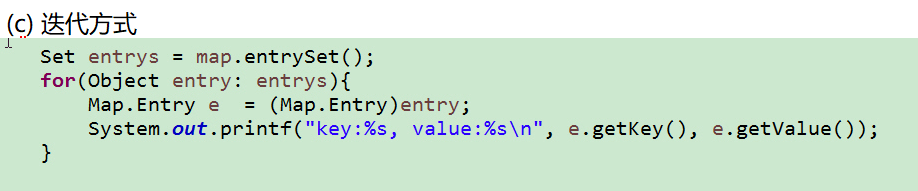 (c) 迭代方式
Set entrys = map.entrySet();
for(Object entry: entrys){
    Map.Entry e  = (Map.Entry)entry;
    System.out.printf("key:%s, value:%s\n", e.getKey(), e.getValue());
}